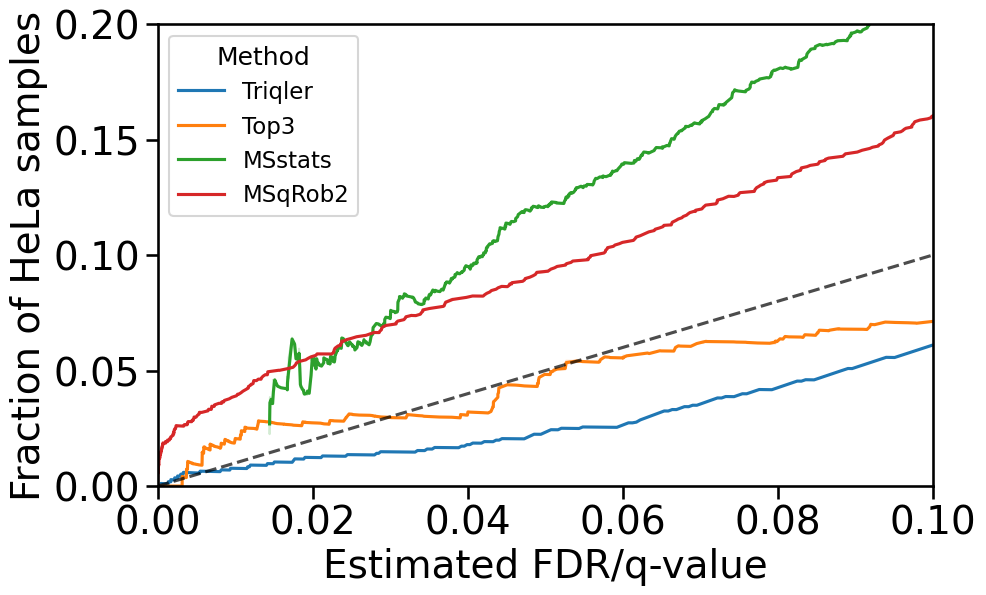 Fraction of HeLa samples
0.20
0.15
0.10
0.05
0.00
Method
Triqler
Top3
MSstats
MSqRob2
0.00 0.02 0.04 0.06 0.08 0.10
Estimated FDR/q-value